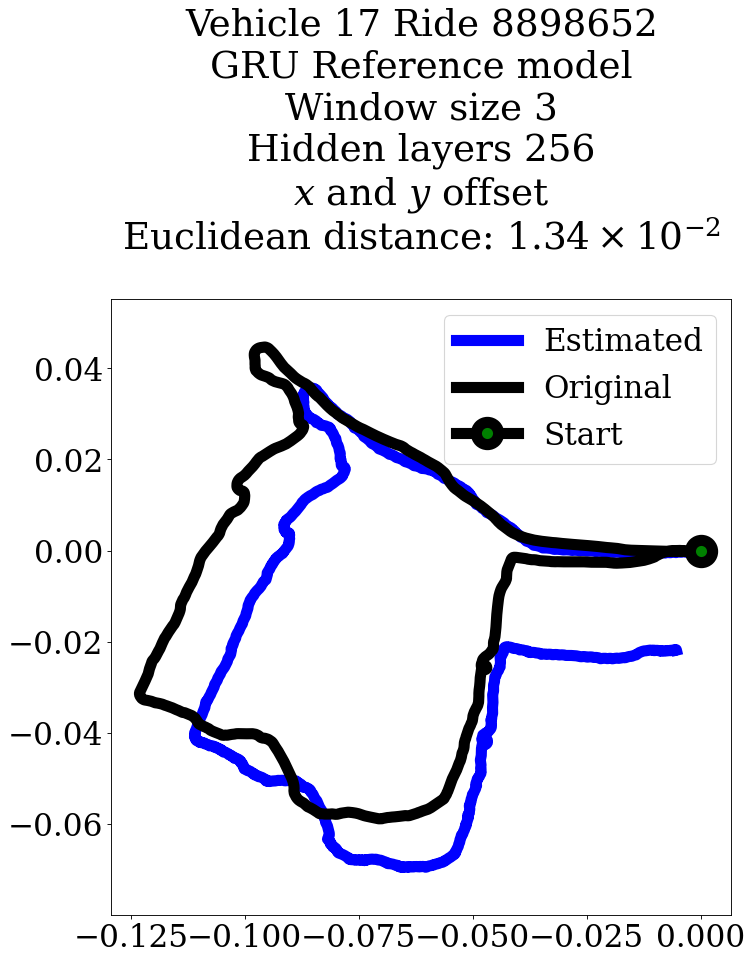 Vehicle 17 Ride 8898652
GRU Reference model
Window size 3
Hidden layers 256
x and y offset
Euclidean distance: 1.34 × 10⁻²
Estimated
Original
Start
0.04
0.02
0.00
−0.02
−0.04
−0.06
−0.125 −0.100 −0.075 −0.050 −0.025 0.000